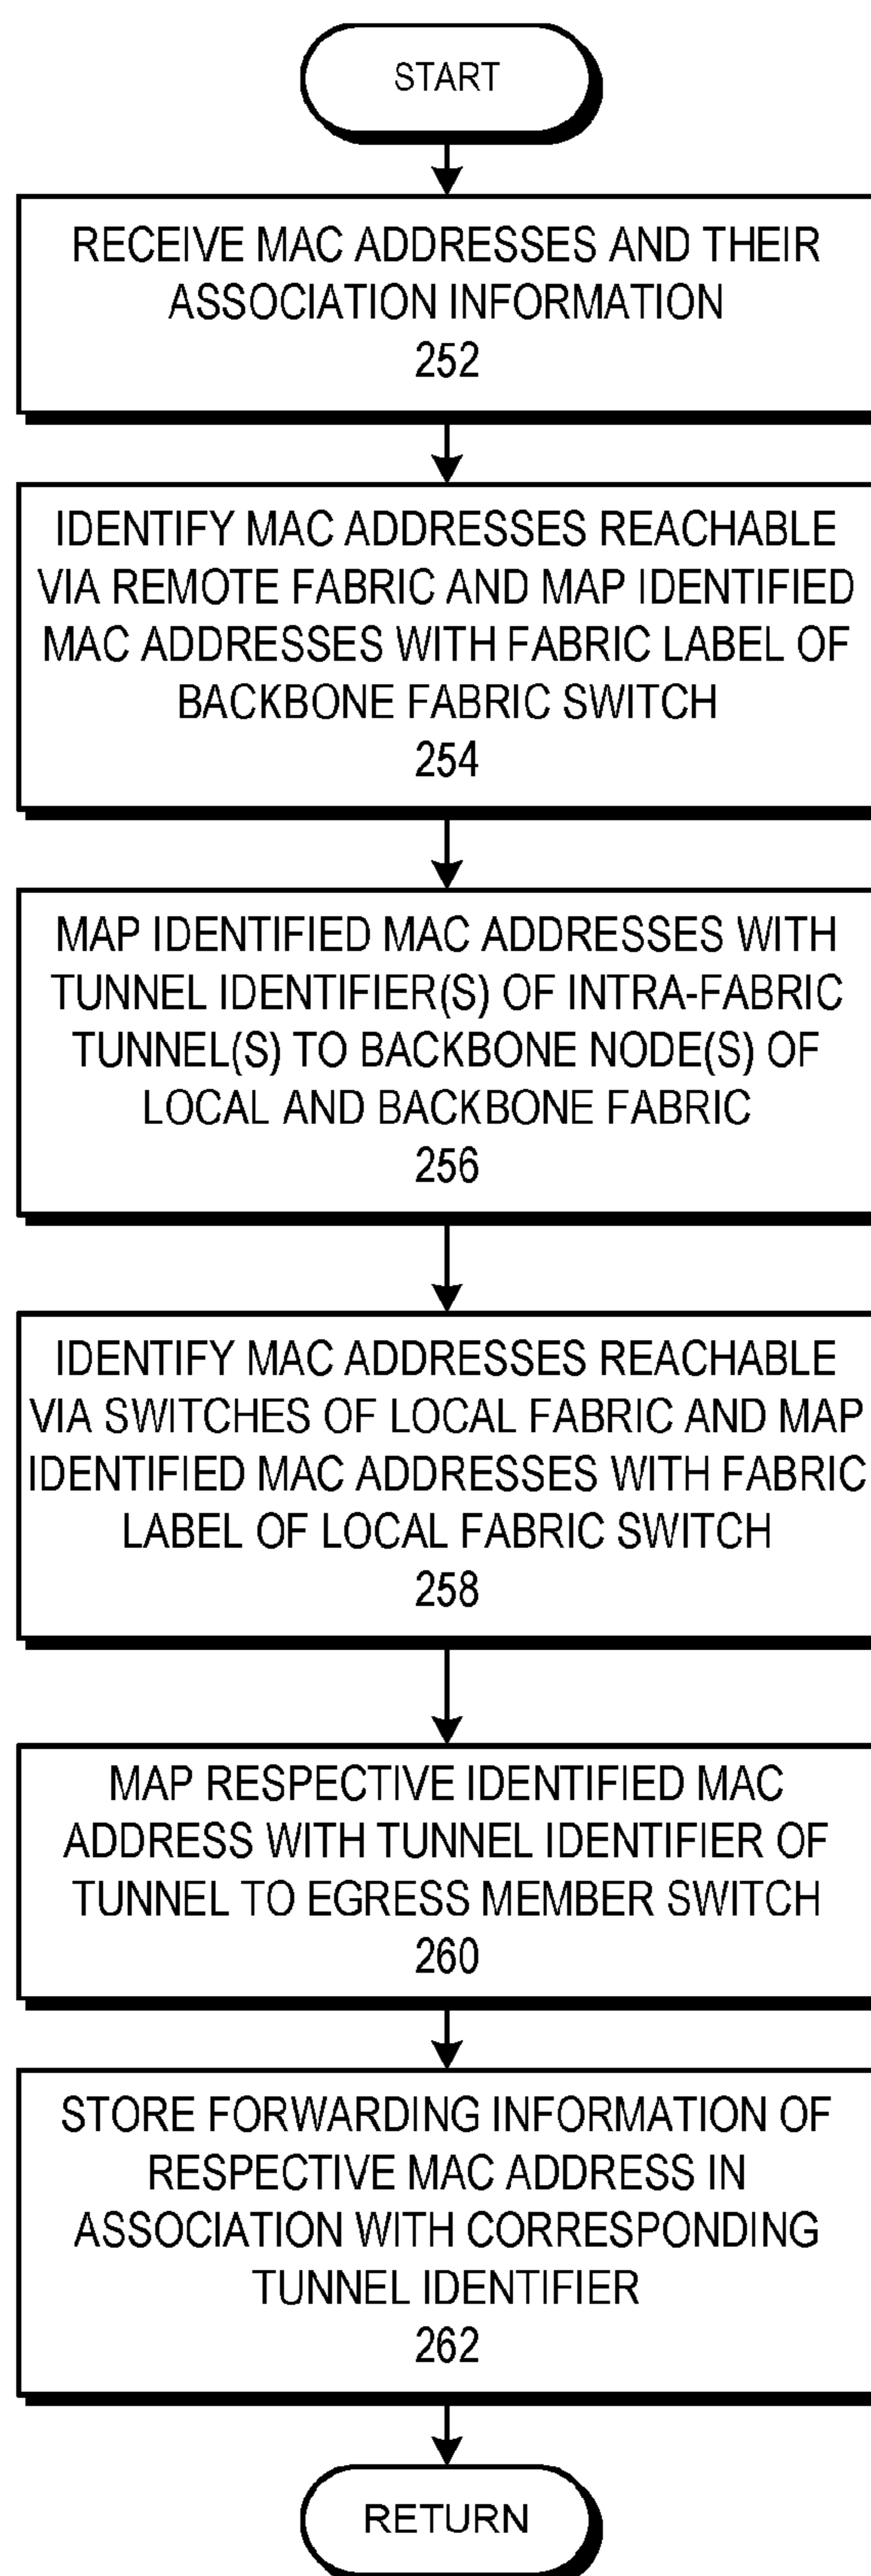 START
RECEIVE MAC ADDRESSES AND THEIR
ASSOCIATION INFORMATION
252
IDENTIFY MAC ADDRESSES REACHABLE
VIA REMOTE FABRIC AND MAP IDENTIFIED
MAC ADDRESSES WITH FABRIC LABEL OF
BACKBONE FABRIC SWITCH
254
MAP IDENTIFIED MAC ADDRESSES WITH
TUNNEL IDENTIFIER(S) OF INTRA-FABRIC
TUNNEL(S) TO BACKBONE NODE(S) OF
LOCAL AND BACKBONE FABRIC
256
IDENTIFY MAC ADDRESSES REACHABLE
VIA SWITCHES OF LOCAL FABRIC AND MAP
IDENTIFIED MAC ADDRESSES WITH FABRIC
LABEL OF LOCAL FABRIC SWITCH
258
MAP RESPECTIVE IDENTIFIED MAC
ADDRESS WITH TUNNEL IDENTIFIER OF
TUNNEL TO EGRESS MEMBER SWITCH
260
STORE FORWARDING INFORMATION OF
RESPECTIVE MAC ADDRESS IN
ASSOCIATION WITH CORRESPONDING
TUNNEL IDENTIFIER
262
RETURN